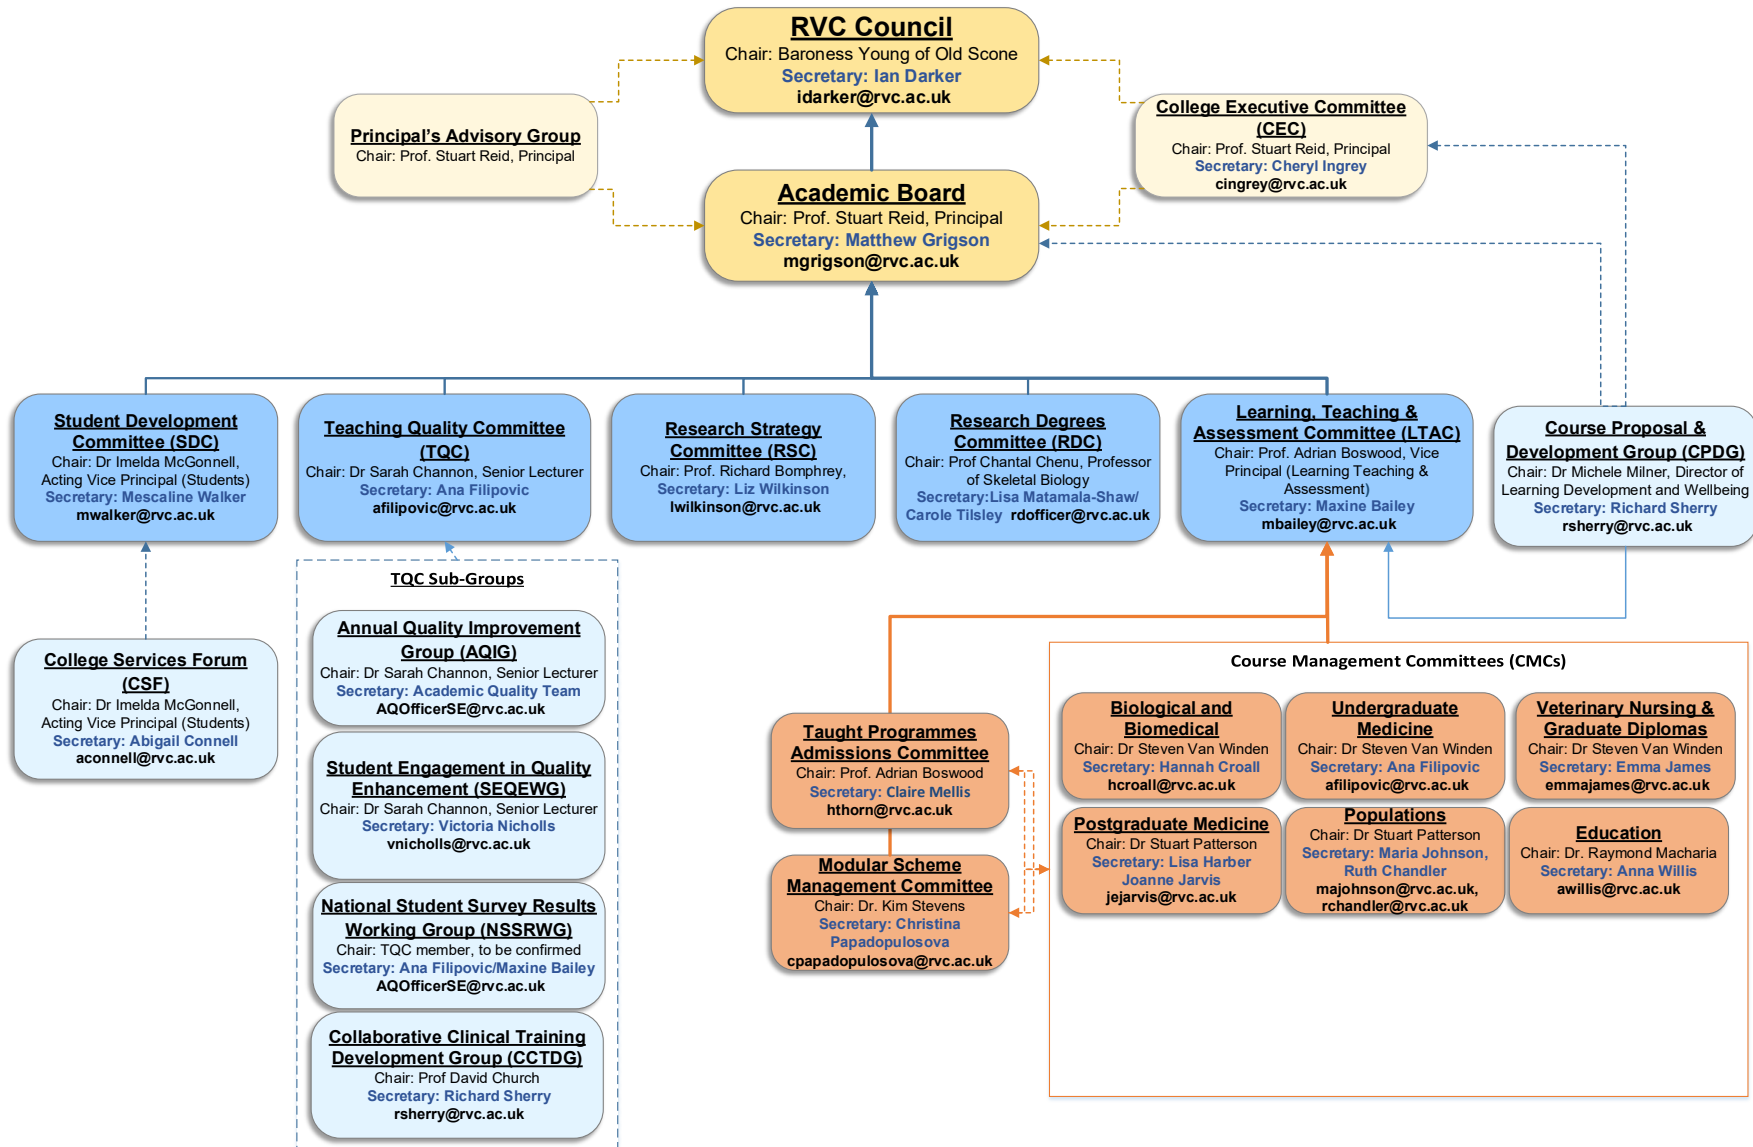 RVC Council
Chair: Baroness Young of Old Scone
Secretary: Ian Darker
idarker@rvc.ac.uk
Principal's Advisory Group
Chair: Prof. Stuart Reid, Principal
College Executive Committee
(CEC)
Chair: Prof. Stuart Reid, Principal
Secretary: Cheryl Ingrey
cingrey@rvc.ac.uk
Academic Board
Chair: Prof. Stuart Reid, Principal
Secretary: Matthew Grigson
mgrigson@rvc.ac.uk
Student Development
Committee (SDC)
Chair: Dr Imelda McGonnell,
Acting Vice Principal (Students)
Secretary: Mescaline Walker
mwalker@rvc.ac.uk
Teaching Quality Committee
(TQC)
Chair: Dr Sarah Channon, Senior Lecturer
Secretary: Ana Filipovic
afilipovic@rvc.ac.uk
Research Strategy
Committee (RSC)
Chair: Prof. Richard Bomphrey,
Secretary: Liz Wilkinson
lwilkinson@rvc.ac.uk
Research Degrees
Committee (RDC)
Chair: Prof Chantal Chenu, Professor
of Skeletal Biology
Secretary:Lisa Matamala-Shaw/
Carole Tilsley rdofficer@rvc.ac.uk
Learning, Teaching &
Assessment Committee (LTAC)
Chair: Prof. Adrian Boswood, Vice
Principal (Learning Teaching &
Assessment)
Secretary: Maxine Bailey
mbailey@rvc.ac.uk
Course Proposal &
Development Group (CPDG)
Chair: Dr Michele Milner, Director of
Learning Development and Wellbeing
Secretary: Richard Sherry
rsherry@rvc.ac.uk
College Services Forum
(CSF)
Chair: Dr Imelda McGonnell,
Acting Vice Principal (Students)
Secretary: Abigail Connell
aconnell@rvc.ac.uk
TQC Sub-Groups
Annual Quality Improvement
Group (AQIG)
Chair: Dr Sarah Channon, Senior Lecturer
Secretary: Academic Quality Team
AQOfficerSE@rvc.ac.uk
Student Engagement in Quality
Enhancement (SEQEWG)
Chair: Dr Sarah Channon, Senior Lecturer
Secretary: Victoria Nicholls
vnicholls@rvc.ac.uk
National Student Survey Results
Working Group (NSSRWG)
Chair: TQC member, to be confirmed
Secretary: Ana Filipovic/Maxine Bailey
AQOfficerSE@rvc.ac.uk
Collaborative Clinical Training
Development Group (CCTDG)
Chair: Prof David Church
Secretary: Richard Sherry
rsherry@rvc.ac.uk
Taught Programmes
Admissions Committee
Chair: Prof. Adrian Boswood
Secretary: Claire Mellis
hthorn@rvc.ac.uk
Modular Scheme
Management Committee
Chair: Dr. Kim Stevens
Secretary: Christina
Papadopulosova
cpapadopulosova@rvc.ac.uk
Course Management Committees (CMCs)
Biological and
Biomedical
Chair: Dr Steven Van Winden
Secretary: Hannah Croall
hcroall@rvc.ac.uk
Undergraduate
Medicine
Chair: Dr Steven Van Winden
Secretary: Ana Filipovic
afilipovic@rvc.ac.uk
Veterinary Nursing &
Graduate Diplomas
Chair: Dr Steven Van Winden
Secretary: Emma James
emmajames@rvc.ac.uk
Postgraduate Medicine
Chair: Dr Stuart Patterson
Secretary: Lisa Harber
Joanne Jarvis
jejarvis@rvc.ac.uk
Populations
Chair: Dr Stuart Patterson
Secretary: Maria Johnson,
Ruth Chandler
majohnson@rvc.ac.uk,
rchandler@rvc.ac.uk
Education
Chair: Dr. Raymond Macharia
Secretary: Anna Willis
awillis@rvc.ac.uk